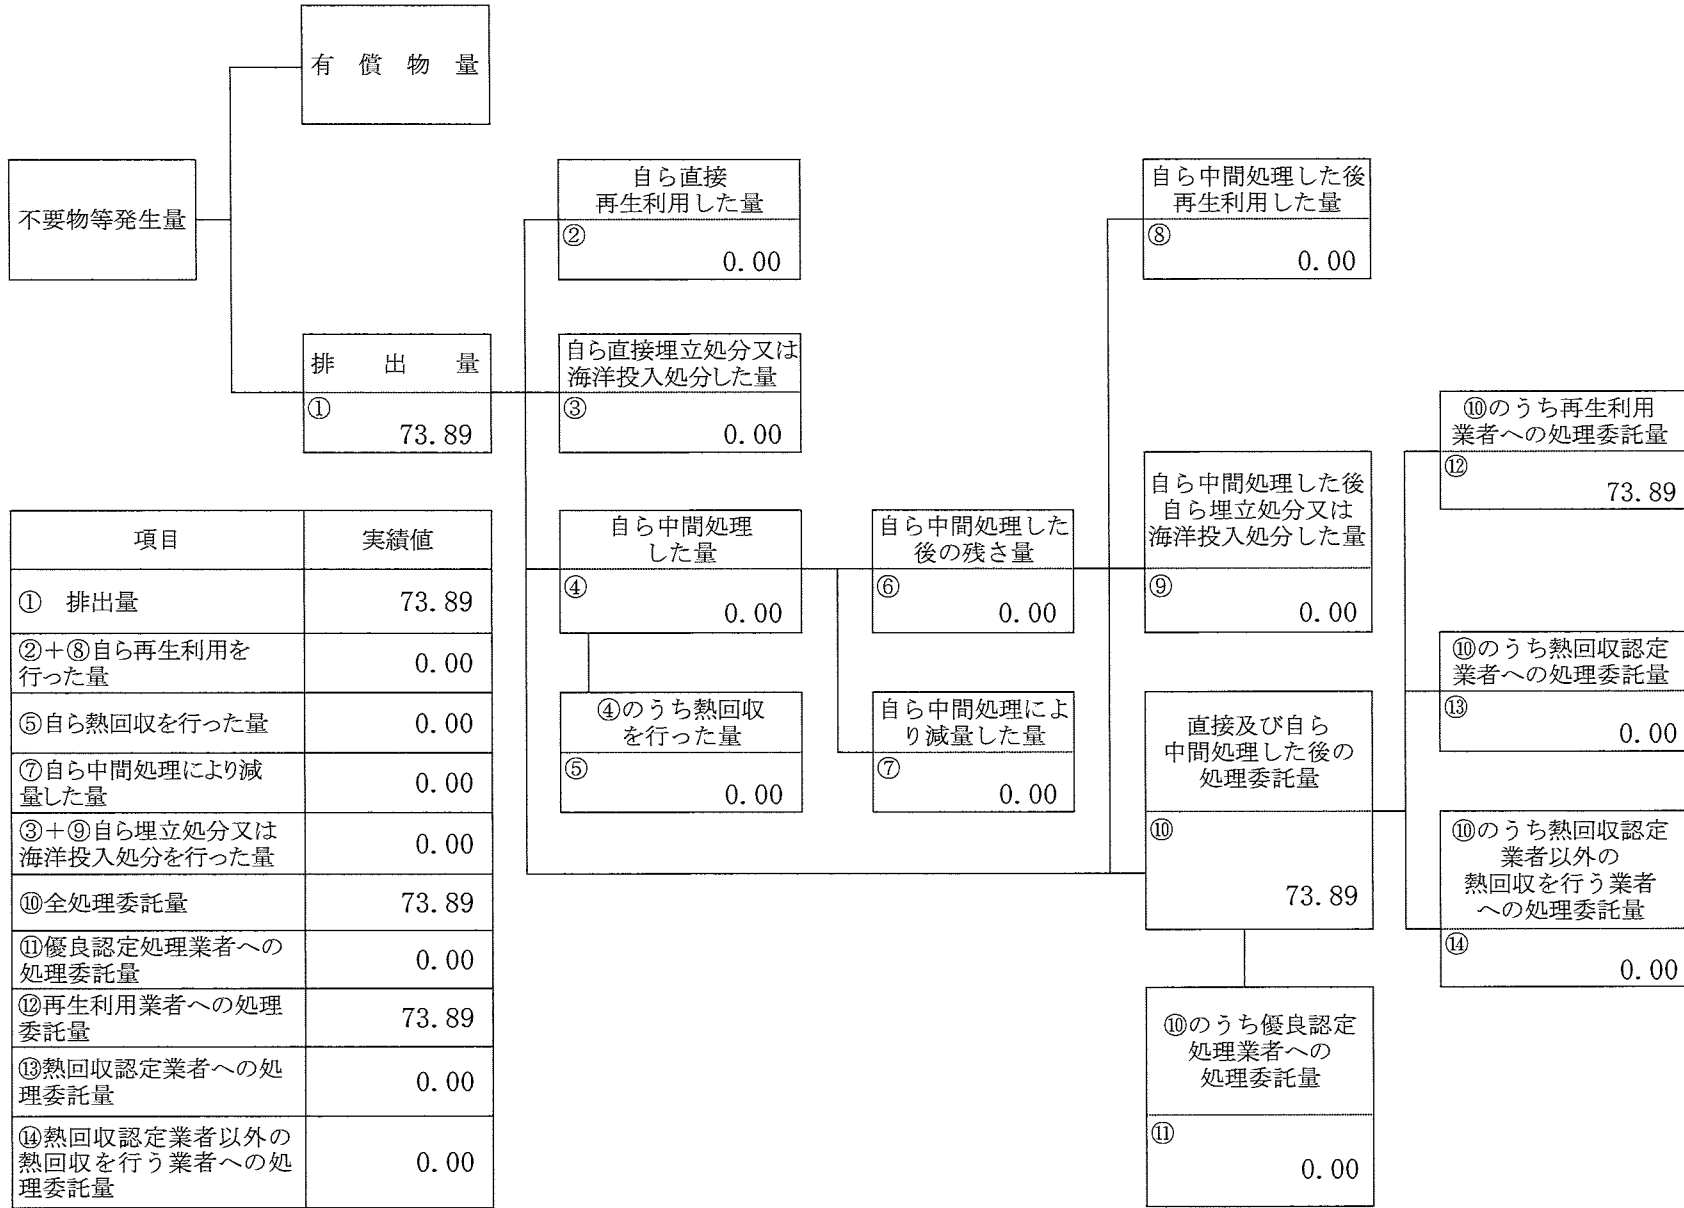 有償物量
不要物等発生量
排出量
①
73.89
自ら直接
再生利用した量
②
0.00
自ら直接埋立処分又は
海洋投入処分した量
③
0.00
自ら中間処理
した量
④
0.00
④のうち熱回収
を行った量
⑤
0.00
自ら中間処理した
後の残さ量
⑥
0.00
自ら中間処理によ
り減量した量
⑦
0.00
自ら中間処理した後
再生利用した量
⑧
0.00
自ら中間処理した後
自ら埋立処分又は
海洋投入処分した量
⑨
0.00
直接及び自ら
中間処理した後の
処理委託量
⑩
73.89
⑩のうち優良認定
処理業者への
処理委託量
⑪
0.00
⑩のうち再生利用
業者への処理委託量
⑫
73.89
⑩のうち熱回収認定
業者への処理委託量
⑬
0.00
⑩のうち熱回収認定
業者以外の
熱回収を行う業者
への処理委託量
⑭
0.00
項目 実績値
① 排出量 73.89
②+⑧自ら再生利用を
行った量 0.00
⑤自ら熱回収を行った量 0.00
⑦自ら中間処理により減
量した量 0.00
③+⑨自ら埋立処分又は
海洋投入処分を行った量 0.00
⑩全処理委託量 73.89
⑪優良認定処理業者への
処理委託量 0.00
⑫再生利用業者への処理
委託量 73.89
⑬熱回収認定業者への処
理委託量 0.00
⑭熱回収認定業者以外の
熱回収を行う業者への処
理委託量 0.00